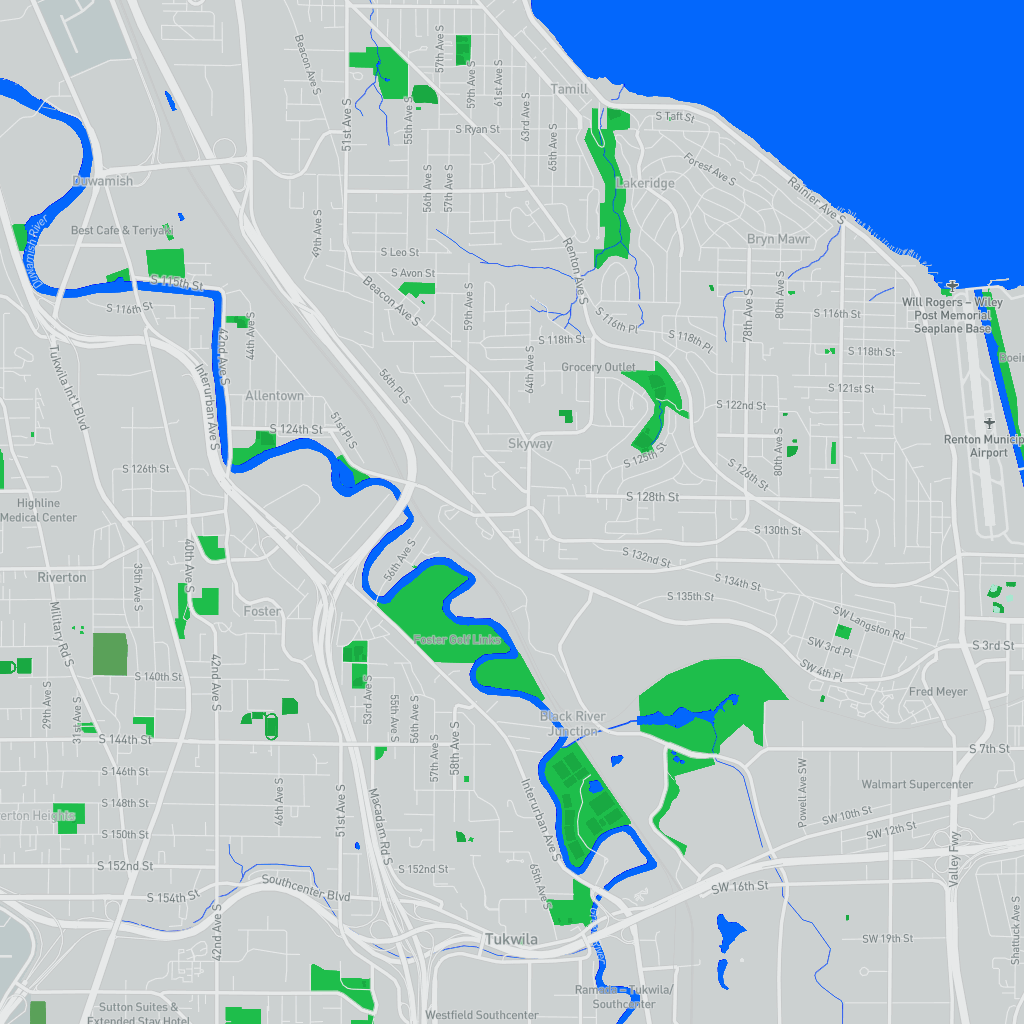 Beacon Ave S
57th Ave S
59th Ave S
61st Ave S
Tamill
51st Ave S
55th Ave S
S Ryan St
63rd Ave S
65th Ave S
S Taft St
Forest Ave S
Lakeridge
Rainier Ave S
Duwamish
56th Ave S
57th Ave S
Duwamish River
Best Cafe & Teriyaki
49th Ave S
S Leo St
Bryn Mawr
Renton Ave S
S Avon St
Beacon Ave S
59th Ave S
S 115th St
S 116th St
78th Ave S
80th Ave S
S 116th St
Will Rogers – Wiley
Post Memorial
Seaplane Base
S 116th Pl
S 118th St
S 118th Pl
S 118th St
42nd Ave S
44th Ave S
Tukwila Int'l Blvd
Interurban Ave S
Allentown
56th Pl S
64th Ave S
Grocery Outlet
S 121st St
S 122nd St
S 124th St
51st Pl S
Skyway
S 125th St
80th Ave S
Renton Municip
Airport
S 126th St
S 126th St
S 128th St
Highline
Medical Center
S 130th St
S 132nd St
56th Ave S
40th Ave S
35th Ave S
Riverton
Foster
S 134th St
S 135th St
SW Langston Rd
SW 3rd Pl
SW 4th Pl
S 3rd St
Military Rd S
Foster Golf Links
S 140th St
42nd Ave S
29th Ave S
31st Ave S
53rd Ave S
55th Ave S
56th Ave S
57th Ave S
58th Ave S
Fred Meyer
Black River
Junction
S 144th St
S 7th St
S 146th St
46th Ave S
51st Ave S
Macadam Rd S
Interurban Ave S
Powell Ave SW
Walmart Supercenter
S 148th St
erton Heights
S 150th St
SW 10th St
SW 12th St
S 152nd St
S 152nd St
65th Ave S
Valley Fwy
S 154th St
Southcenter Blvd
SW 16th St
42nd Ave S
Tukwila
SW 19th St
Shattuck Ave S
Sutton Suites &
Extended Stay Hotel
Westfield Southcenter
Ramada – Tukwila/
Southcenter